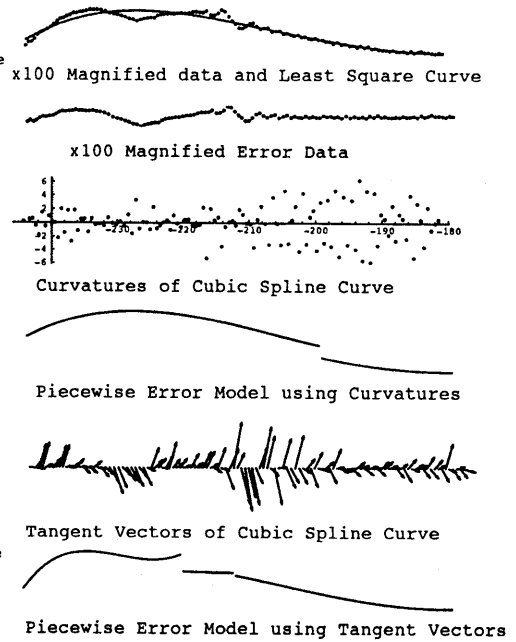 e
x100 Magnified data and Least Square Curve
x100 Magnified Error Data
6
4
2
-230 -220 -210 -200 -190 -180
-2
-4
-6
Curvatures of Cubic Spline Curve
Piecewise Error Model using Curvatures
Tangent Vectors of Cubic Spline Curve
e
Piecewise Error Model using Tangent Vectors